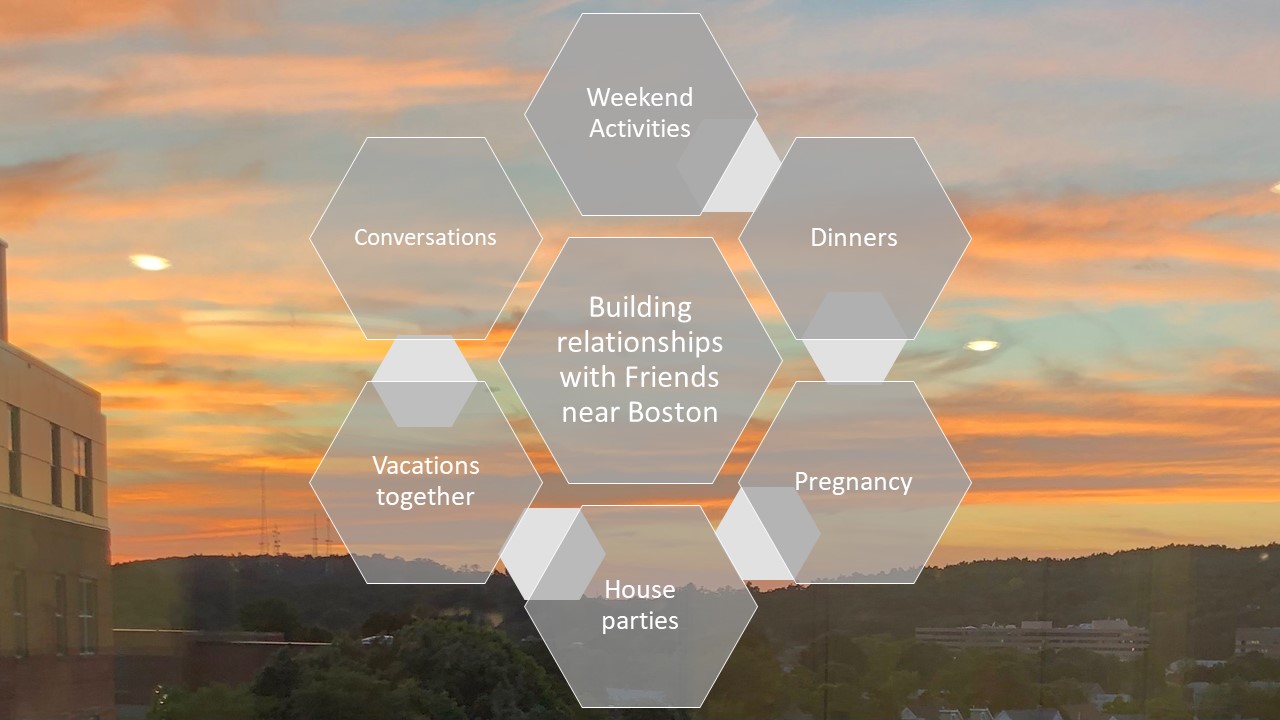 Weekend
Activities
Conversations
Dinners
Building
relationships
with Friends
near Boston
Vacations
together
Pregnancy
House
parties